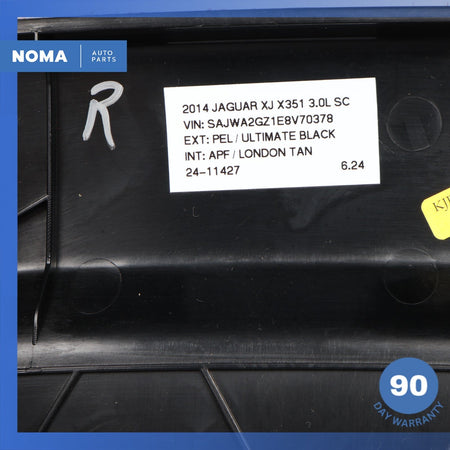 NOMA AUTO
PARTS
R
2014 JAGUAR XJ X351 3.0L SC
VIN: SAJWA2GZ1E8V70378
EXT: PEL / ULTIMATE BLACK
INT: APF / LONDON TAN
24-11427 6.24
90
DAY WARRANTY